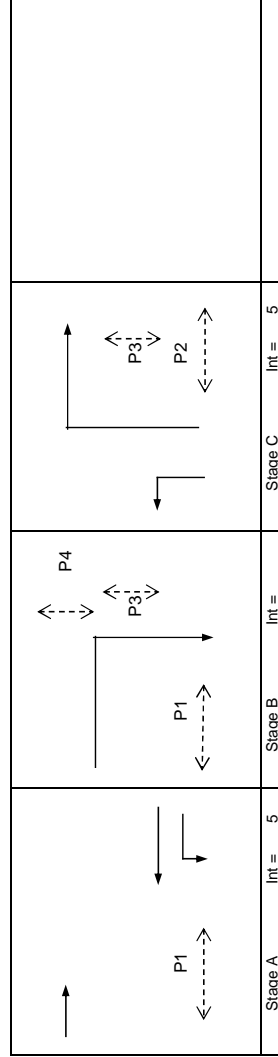 P1
Stage A Int = 5
P4
P3
P1
Stage B Int =
P3
P2
Stage C Int = 5